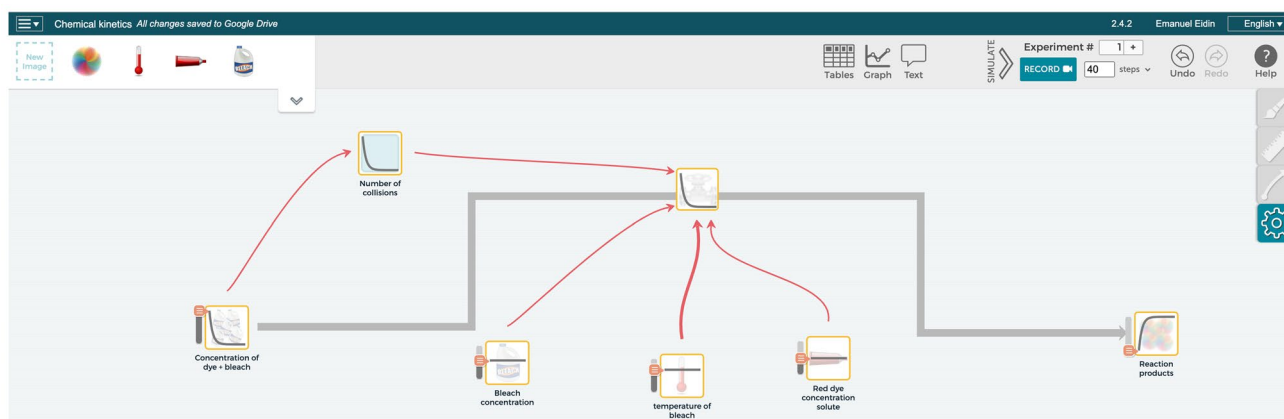 Chemical kinetics All changes saved to Google Drive
2.4.2 Emanuel Eidin English
New
Image
BLEACH
Tables Graph Text
SIMULATE
Experiment # 1 +
RECORD 40 steps
Undo Redo
?
Help
Number of
collisions
Concentration of
dye + bleach
BLEACH
Bleach
concentration
temperature of
bleach
Red dye
concentration
solute
Reaction
products